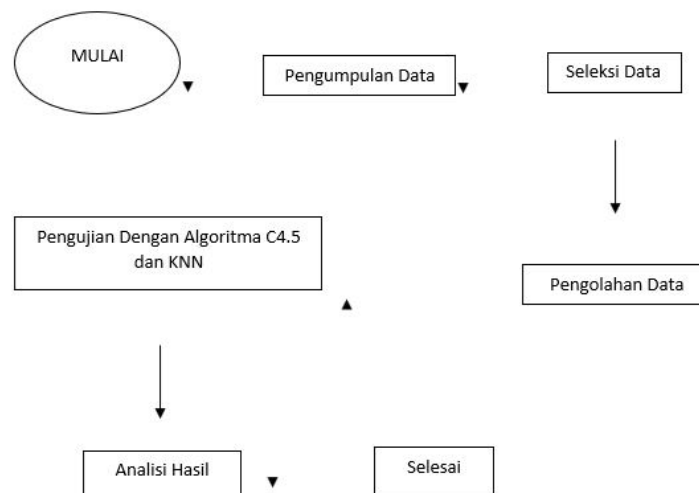 MULAI
Pengumpulan Data
Seleksi Data
Pengolahan Data
Pengujian Dengan Algoritma C4.5
dan KNN
Analisi Hasil
Selesai